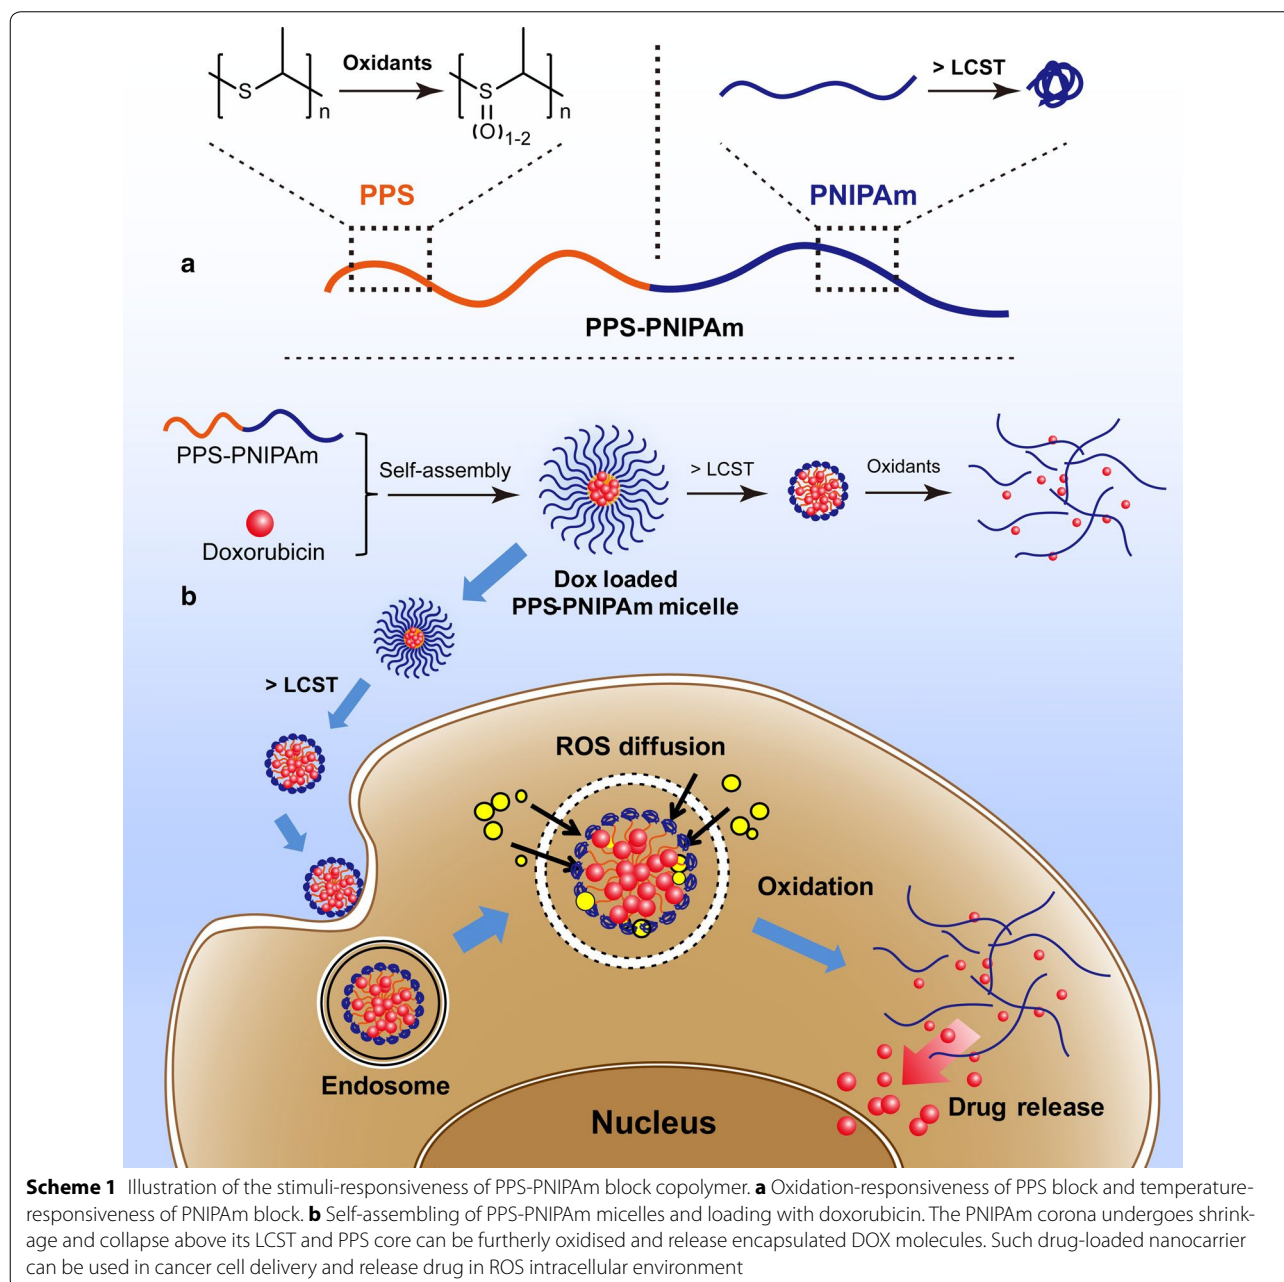 Oxidants
S
n
S
n
(O)1-2
> LCST
PPS
PNIPAm
a
PPS-PNIPAm
PPS-PNIPAm
Doxorubicin
Self-assembly
> LCST
Oxidants
Dox loaded
PPS-PNIPAm micelle
b
> LCST
ROS diffusion
Oxidation
Endosome
Nucleus
Drug release
Scheme 1 Illustration of the stimuli-responsiveness of PPS-PNIPAm block copolymer. a Oxidation-responsiveness of PPS block and temperature-
responsiveness of PNIPAm block. b Self-assembling of PPS-PNIPAm micelles and loading with doxorubicin. The PNIPAm corona undergoes shrink-
age and collapse above its LCST and PPS core can be furtherly oxidised and release encapsulated DOX molecules. Such drug-loaded nanocarrier
can be used in cancer cell delivery and release drug in ROS intracellular environment